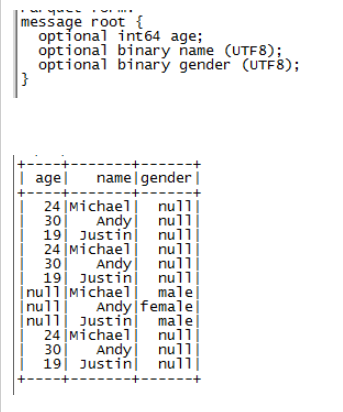 message root {
  optional int64 age;
  optional binary name (UTF8);
  optional binary gender (UTF8);
}
+----+-------+------+
| age|   name|gender|
+----+-------+------+
|  24|Michael|  null|
|  30|   Andy|  null|
|  19| Justin|  null|
|  24|Michael|  null|
|  30|   Andy|  null|
|  19| Justin|  null|
|null|Michael|  male|
|null|   Andy|female|
|null| Justin|  male|
|  24|Michael|  null|
|  30|   Andy|  null|
|  19| Justin|  null|
+----+-------+------+